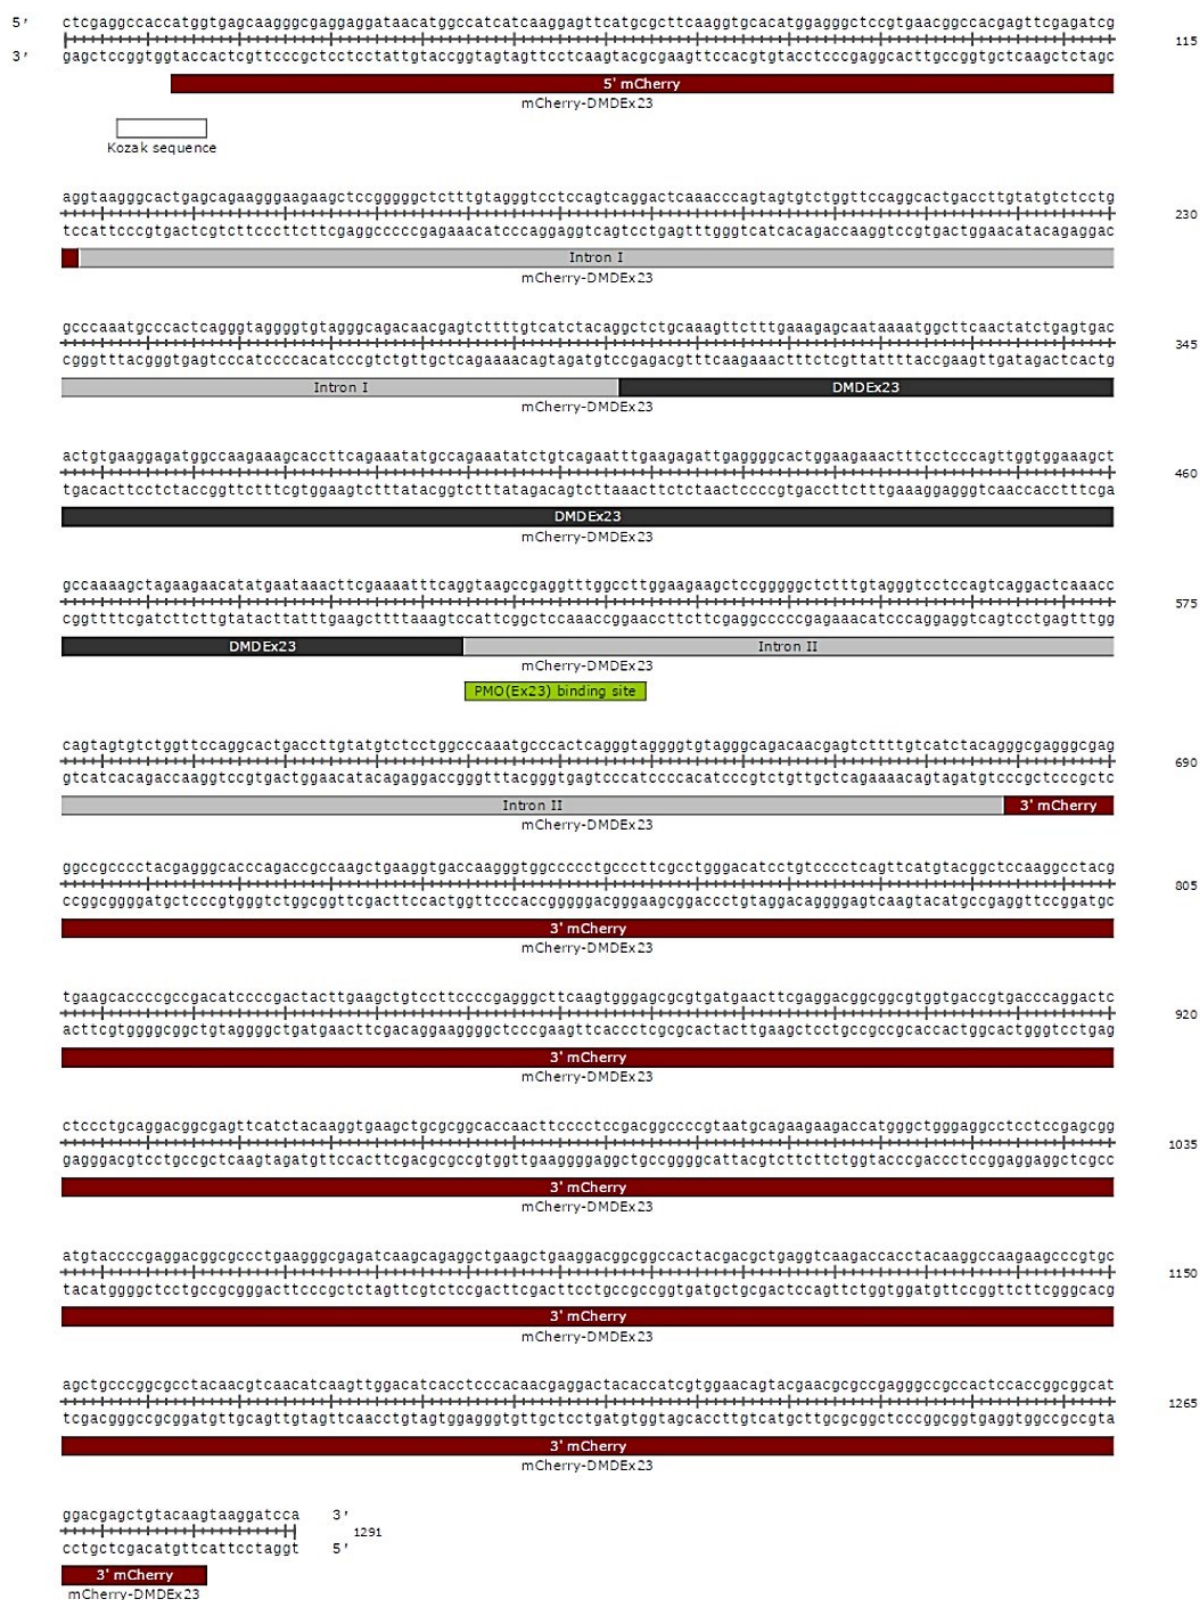 5' ctcgaggccaccatggtgagcaagggcgaggaggataacatggccatcatcaaggagttcatgcgcttcaaggtgcacatggagggctccgtgaacggccacgagttcgagatcg
115
3' gagctccggtggtaccactcgttcccgctcctcctattgtaccggtagtagttcctcaagtacgcgaagttccacgtgtacctcccgaggcacttgccggtgctcaagctctagc
5' mCherry
mCherry-DMDEx23
Kozak sequence
aggtaagggcactgagcagaagggaagaagctccgggggctctttgtagggtcctccagtcaggactcaaacccagtagtgtctggttccaggcactgaccttgtatgtctcctg
230
tccattcccgtgactcgtcttcccttcttcgaggcccccgagaaacatcccaggaggtcagtcctgagtttgggtcatcacagaccaaggtccgtgactggaacatacagaggac
Intron I
mCherry-DMDEx23
gcccaaatgcccactcagggtaggggtgtagggcagacaacgagtcttttgtcatctacaggctctgcaaagttctttgaaagagcaataaaatggcttcaactatctgagtgac
345
cgggtttacgggtgagtcccatccccacatcccgtctgttgctcagaaaacagtagatgtccgagacgtttcaagaaactttctcgttattttaccgaagttgatagactcactg
Intron I DMDEx23
mCherry-DMDEx23
actgtgaaggagatggccaagaaagcaccttcagaaatatgccagaaatatctgtcagaatttgaagagattgaggggcactggaagaaactttcctcccagttggtggaaagct
460
tgacacttcctctaccggttctttcgtggaagtctttatacggtctttatagacagtcttaaacttctctaactccccgtgaccttctttgaaaggagggtcaaccacctttcga
DMDEx23
mCherry-DMDEx23
gccaaaagctagaagaacatatgaataaacttcgaaaatttcaggtaagccgaggtttggccttggaagaagctccgggggctctttgtagggtcctccagtcaggactcaaacc
575
cggttttcgatcttcttgtatacttatttgaagcttttaaagtccattcggctccaaaccggaaccttcttcgaggcccccgagaaacatcccaggaggtcagtcctgagtttgg
DMDEx23 Intron II
mCherry-DMDEx23
PMO(Ex23) binding site
cagtagtgtctggttccaggcactgaccttgtatgtctcctggcccaaatgcccactcagggtaggggtgtagggcagacaacgagtcttttgtcatctacagggcgagggcgag
690
gtcatcacagaccaaggtccgtgactggaacatacagaggaccgggtttacgggtgagtcccatccccacatcccgtctgttgctcagaaaacagtagatgtcccgctcccgctc
Intron II 3' mCherry
mCherry-DMDEx23
ggccgcccctacgagggcacccagaccgccaagctgaaggtgaccaagggtggccccctgcccttcgcctgggacatcctgtcccctcagttcatgtacggctccaaggcctacg
805
ccggcggggatgctcccgtgggtctggcggttcgacttccactggttcccaccgggggacgggaagcggaccctgtaggacaggggagtcaagtacatgccgaggttccggatgc
3' mCherry
mCherry-DMDEx23
tgaagcaccccgccgacatccccgactacttgaagctgtccttccccgagggcttcaagtgggagcgcgtgatgaacttcgaggacggcggcgtggtgaccgtgacccaggactc
920
acttcgtggggcggctgtaggggctgatgaacttcgacaggaaggggctcccgaagttcaccctcgcgcactacttgaagctcctgccgccgcaccactggcactgggtcctgag
3' mCherry
mCherry-DMDEx23
ctccctgcaggacggcgagttcatctacaaggtgaagctgcgcggcaccaacttcccctccgacggccccgtaatgcagaagaagaccatgggctgggaggcctcctccgagcgg
1035
gagggacgtcctgccgctcaagtagatgttccacttcgacgcgccgtggttgaaggggaggctgccggggcattacgtcttcttctggtacccgaccctccggaggaggctcgcc
3' mCherry
mCherry-DMDEx23
atgtaccccgaggacggcgccctgaagggcgagatcaagcagaggctgaagctgaaggacggcggccactacgacgctgaggtcaagaccacctacaaggccaagaagcccgtgc
1150
tacatggggctcctgccgcgggacttcccgctctagttcgtctccgacttcgacttcctgccgccggtgatgctgcgactccagttctggtggatgttccggttcttcgggcacg
3' mCherry
mCherry-DMDEx23
agctgcccggcgcctacaacgtcaacatcaagttggacatcacctcccacaacgaggactacaccatcgtggaacagtacgaacgcgccgagggccgccactccaccggcggcat
1265
tcgacgggccgcggatgttgcagttgtagttcaacctgtagtggagggtgttgctcctgatgtggtagcaccttgtcatgcttgcgcggctcccggcggtgaggtggccgccgta
3' mCherry
mCherry-DMDEx23
ggacgagctgtacaagtaaggatcca 3'
1291
cctgctcgacatgttcattcctaggt 5'
3' mCherry
mCherry-DMDEx23